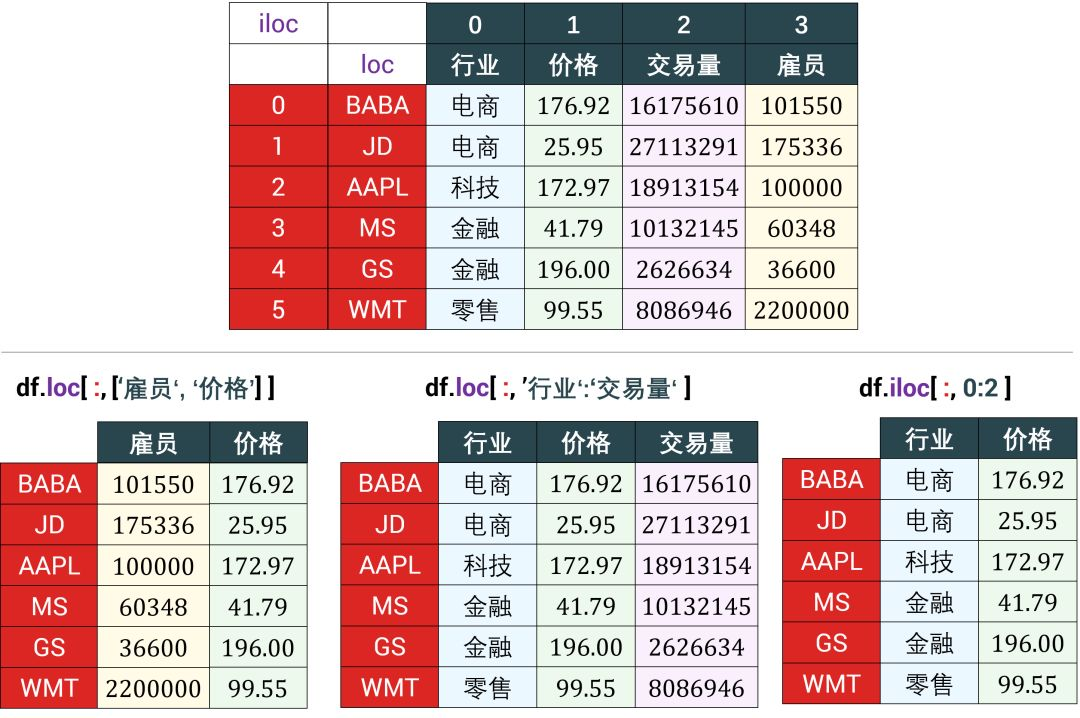 iloc 0 1 2 3
loc 行业 价格 交易量 雇员
0 BABA 电商 176.92 16175610 101550
1 JD 电商 25.95 27113291 175336
2 AAPL 科技 172.97 18913154 100000
3 MS 金融 41.79 10132145 60348
4 GS 金融 196.00 2626634 36600
5 WMT 零售 99.55 8086946 2200000
df.loc[ :, [‘雇员‘, ‘价格’] ]
雇员 价格
BABA 101550 176.92
JD 175336 25.95
AAPL 100000 172.97
MS 60348 41.79
GS 36600 196.00
WMT 2200000 99.55
df.loc[ :, ’行业‘:‘交易量‘ ]
行业 价格 交易量
BABA 电商 176.92 16175610
JD 电商 25.95 27113291
AAPL 科技 172.97 18913154
MS 金融 41.79 10132145
GS 金融 196.00 2626634
WMT 零售 99.55 8086946
df.iloc[ :, 0:2 ]
行业 价格
BABA 电商 176.92
JD 电商 25.95
AAPL 科技 172.97
MS 金融 41.79
GS 金融 196.00
WMT 零售 99.55